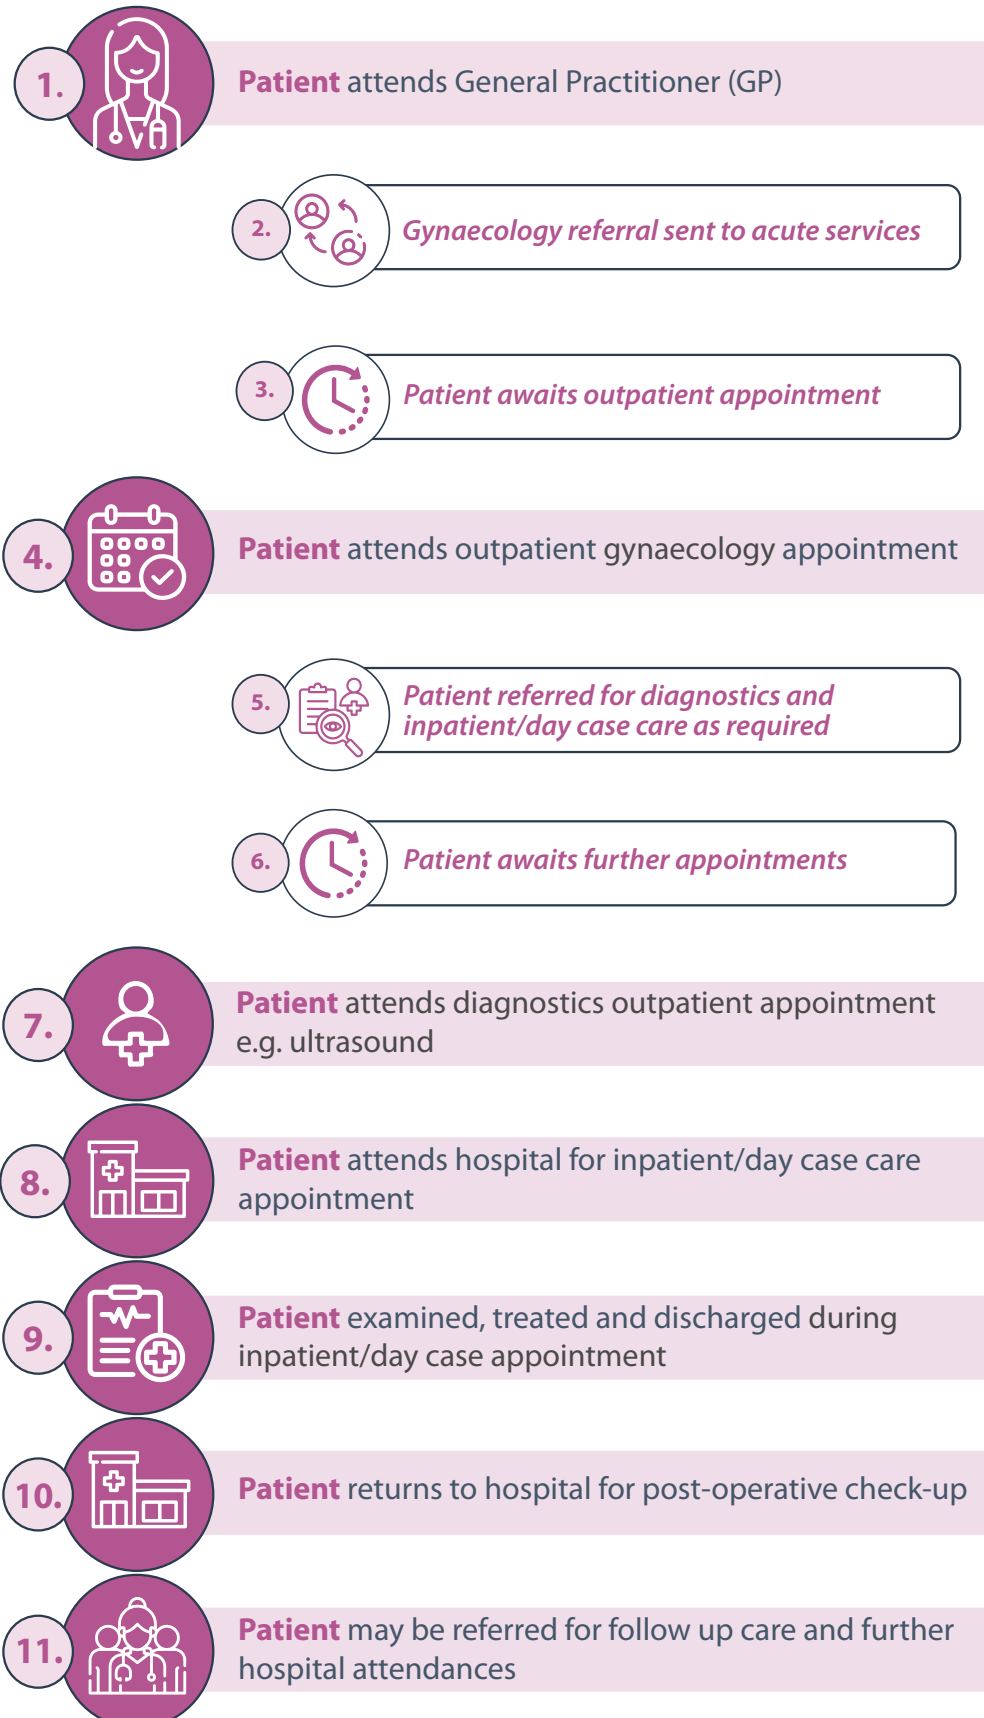 1.
Patient attends General Practitioner (GP)
2.
Gynaecology referral sent to acute services
3.
Patient awaits outpatient appointment
4.
Patient attends outpatient gynaecology appointment
5.
Patient referred for diagnostics and
inpatient/day case care as required
6.
Patient awaits further appointments
7.
Patient attends diagnostics outpatient appointment
e.g. ultrasound
8.
Patient attends hospital for inpatient/day case care
appointment
9.
Patient examined, treated and discharged during
inpatient/day case appointment
10.
Patient returns to hospital for post-operative check-up
11.
Patient may be referred for follow up care and further
hospital attendances